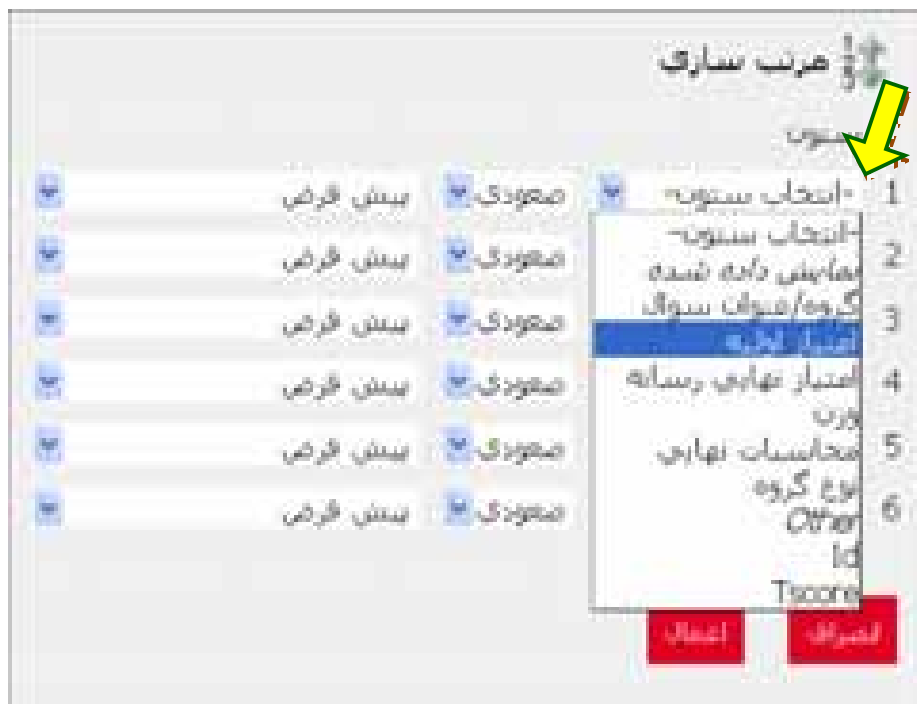 مرتب سازی
ستون
1 -انتخاب ستون- صعودی پیش فرض
-انتخاب ستون-
نمایش داده شده
گروه/عنوان سوال
امتیاز اولیه
امتیاز نهایی رسانه
وزن
محاسبات نهایی
نوع گروه
Other
Id
Tscore
2 صعودی پیش فرض
3 صعودی پیش فرض
4 صعودی پیش فرض
5 صعودی پیش فرض
6 صعودی پیش فرض
انصراف اعمال